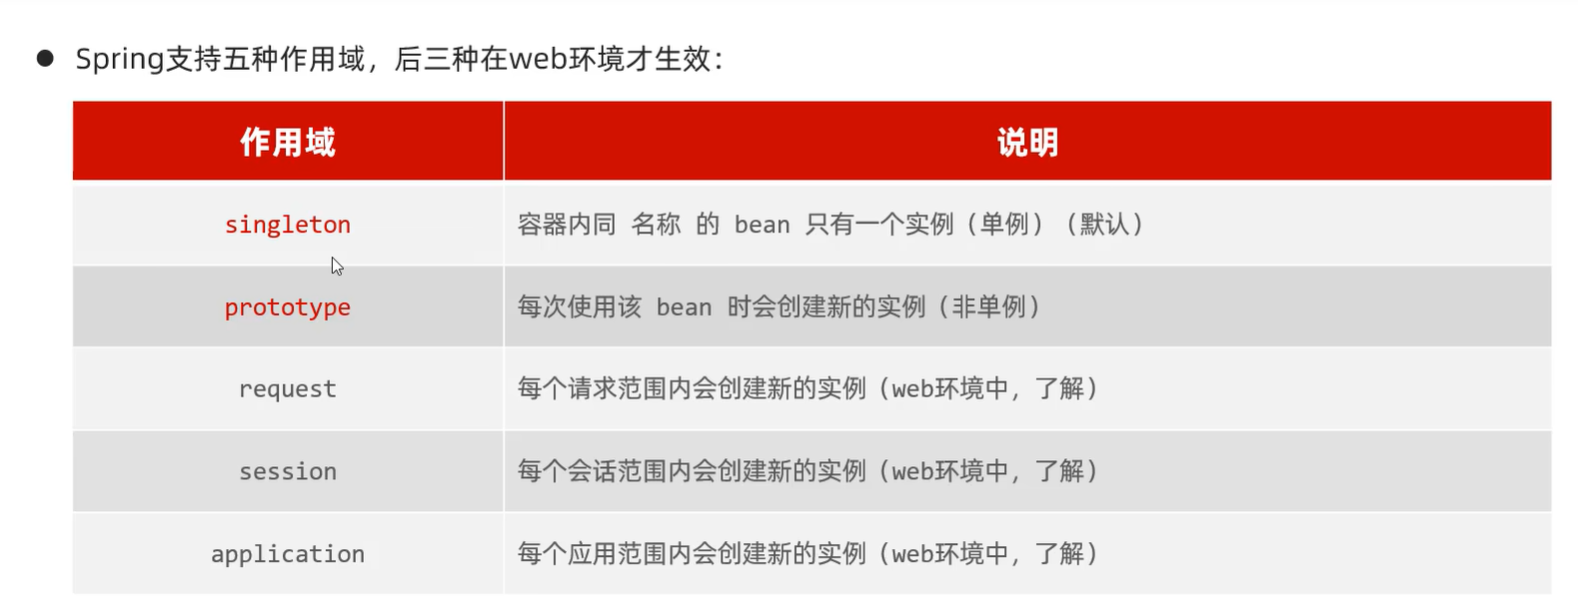 ● Spring支持五种作用域，后三种在web环境才生效：
作用域 说明
singleton 容器内同 名称 的 bean 只有一个实例（单例）（默认）
prototype 每次使用该 bean 时会创建新的实例（非单例）
request 每个请求范围内会创建新的实例（web环境中，了解）
session 每个会话范围内会创建新的实例（web环境中，了解）
application 每个应用范围内会创建新的实例（web环境中，了解）